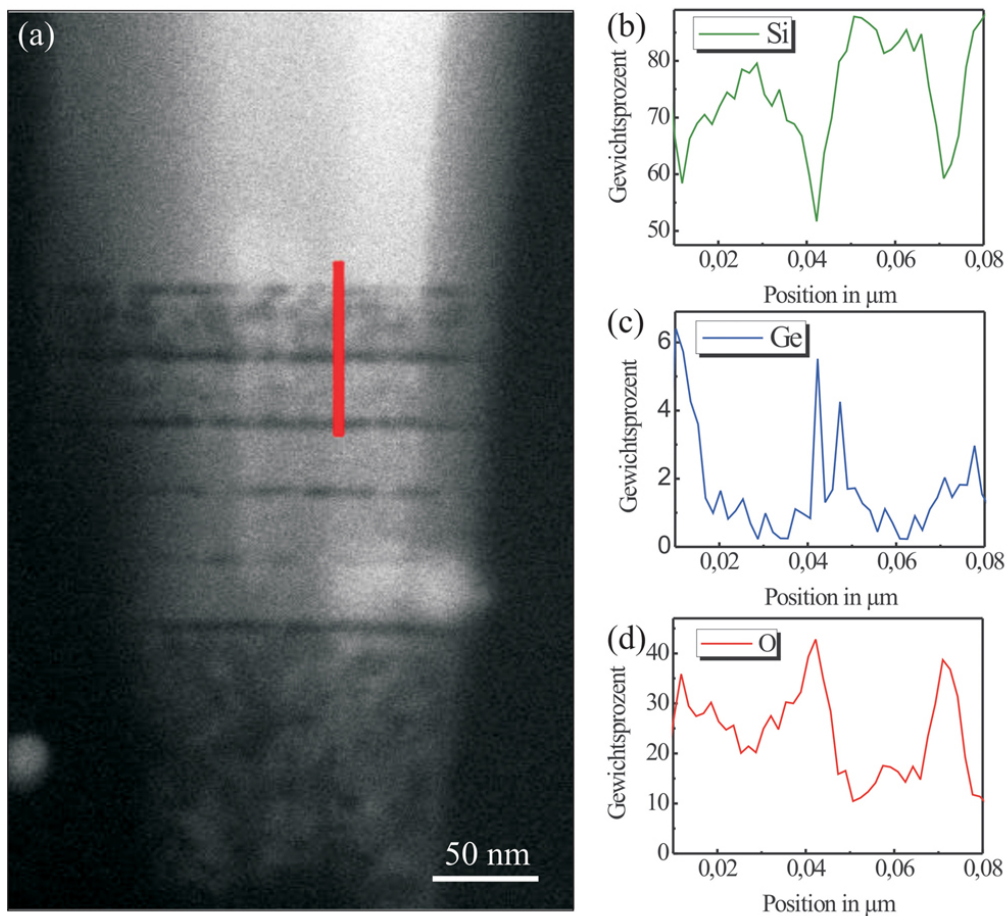 (a)
50 nm
(b)
Si
Gewichtsprozent
80
70
60
50
0,02
0,04
0,06
0,08
Position in µm
(c)
Ge
Gewichtsprozent
6
4
2
0
0,02
0,04
0,06
0,08
Position in µm
(d)
O
Gewichtsprozent
40
30
20
10
0
0,02
0,04
0,06
0,08
Position in µm